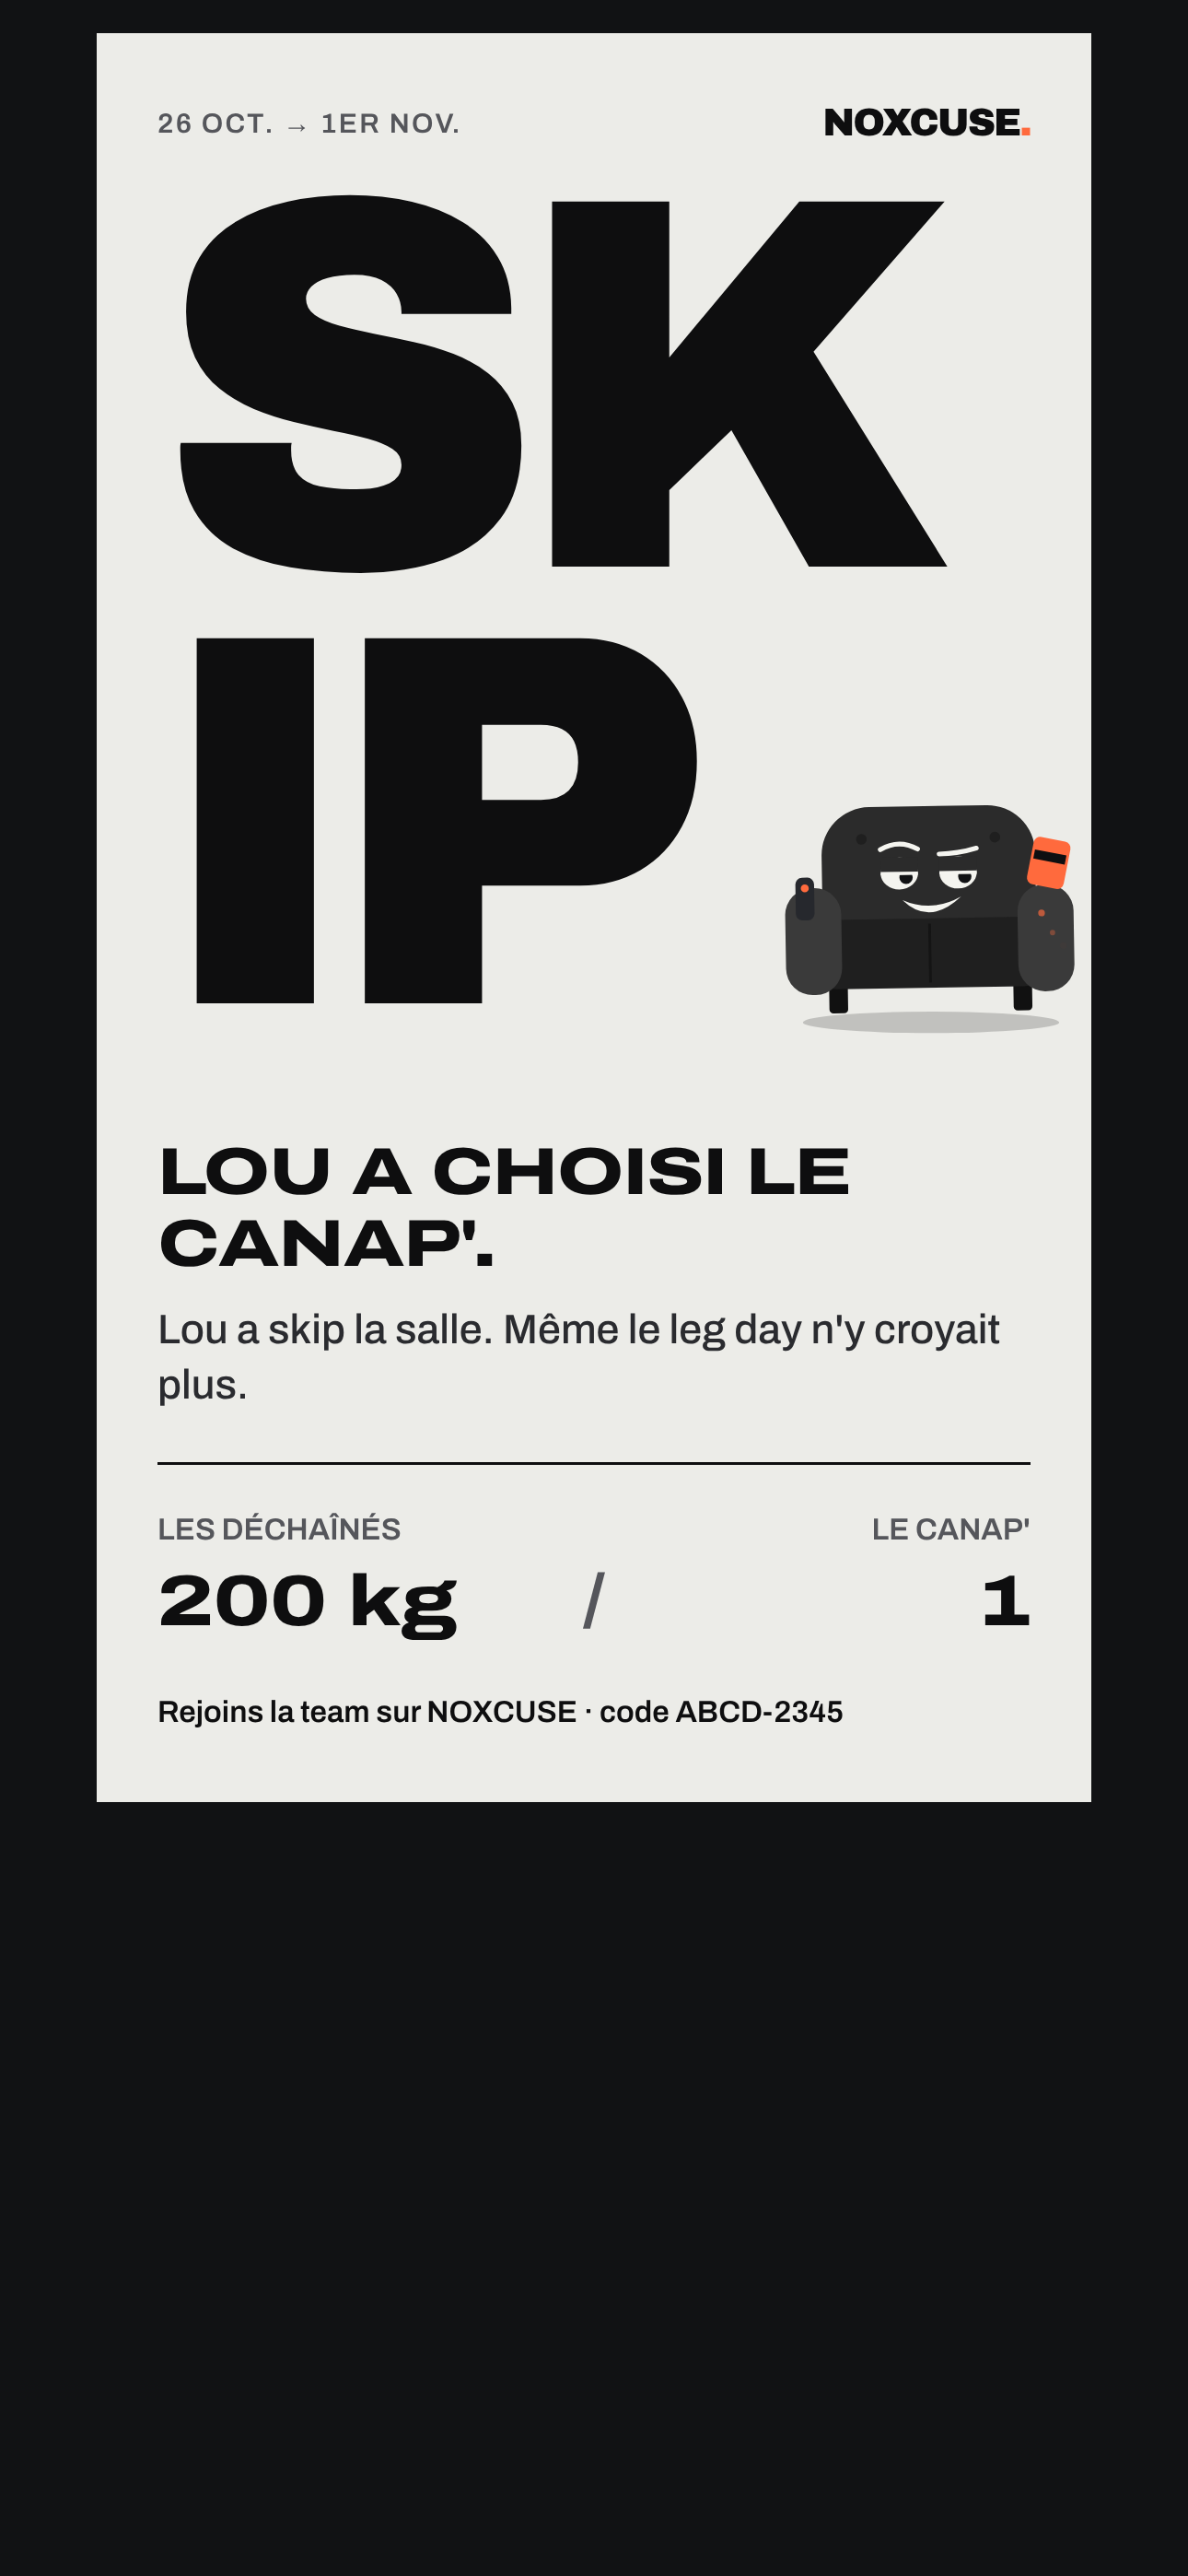 26 OCT. → 1ER NOV.
NOXCUSE.
SK
IP
LOU A CHOISI LE
CANAP'.
Lou a skip la salle. Même le leg day n'y croyait
plus.
LES DÉCHAÎNÉS
LE CANAP'
200 kg / 1
Rejoins la team sur NOXCUSE · code ABCD-2345